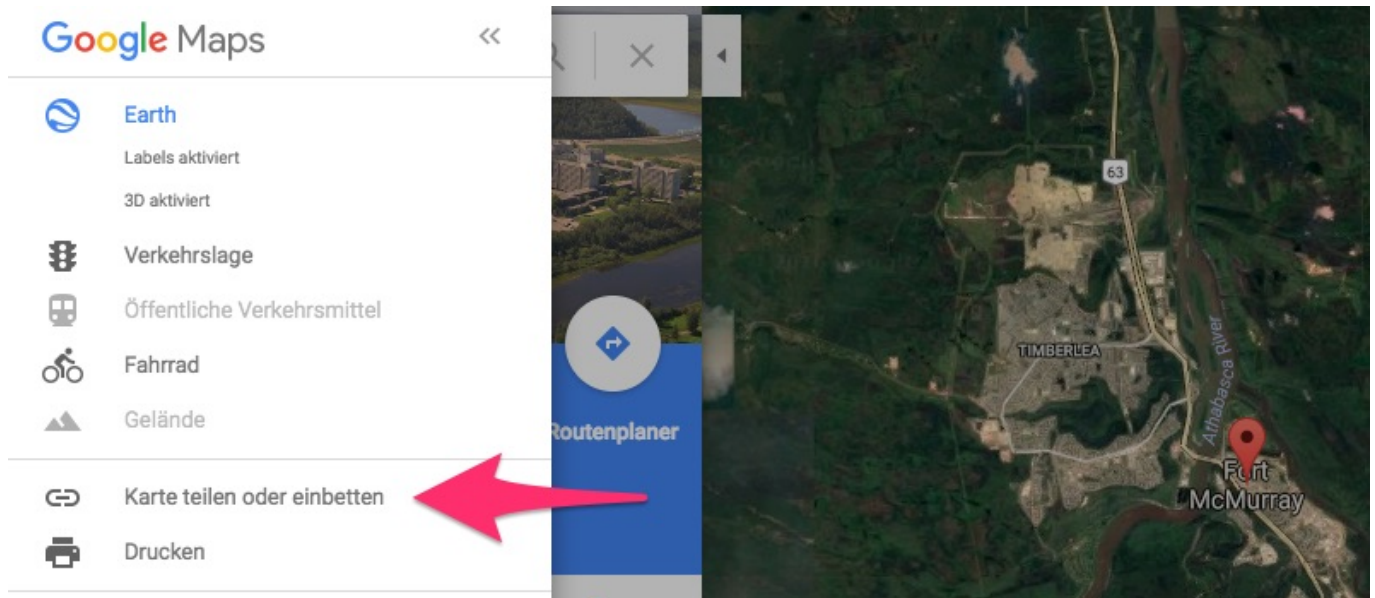 Google Maps
Earth
Labels aktiviert
3D aktiviert
Verkehrslage
Öffentliche Verkehrsmittel
Fahrrad
Gelände
Karte teilen oder einbetten
Drucken
Routenplaner
63
TIMBERLEA
Athabasca River
Fort
McMurray